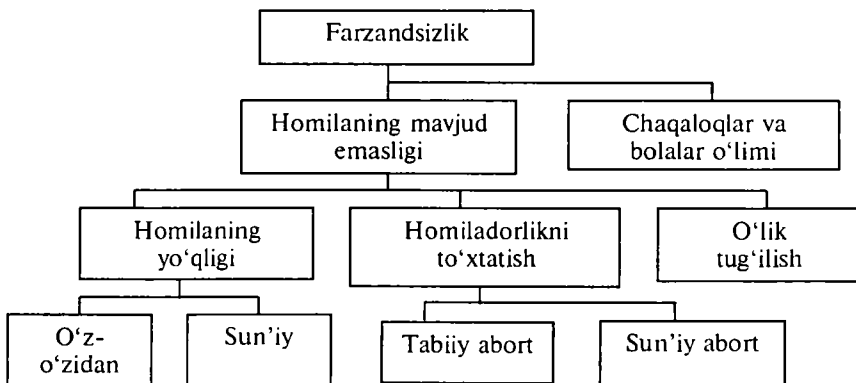 Farzandsizlik
Homilaning mavjud
emasligi
Chaqaloqlar va
bolalar o‘limi
Homilaning
yo‘qligi
Homiladorlikni
to‘xtatish
O‘lik
tug‘ilish
O‘z-
o‘zidan
Sun’iy
Tabiiy abort
Sun’iy abort